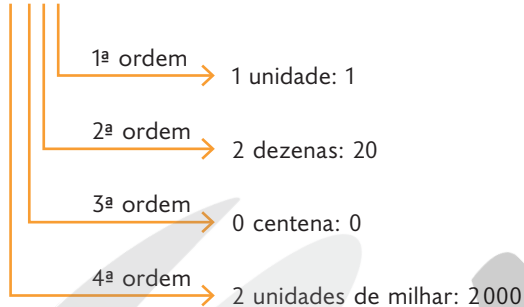 1ª ordem
1 unidade: 1
2ª ordem
2 dezenas: 20
3ª ordem
0 centena: 0
4ª ordem
2 unidades de milhar: 2000